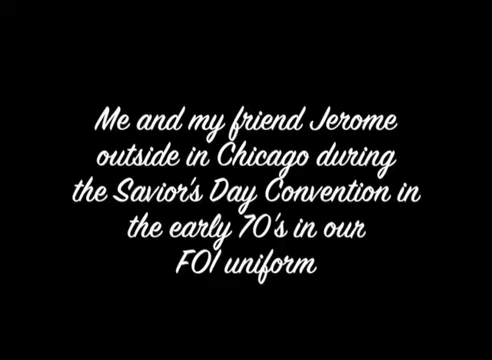 Me and my friend Jerome
outside in Chicago during
the Savior's Day Convention in
the early 70's in our
FOI uniform